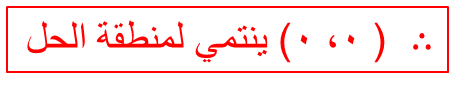 ∴ ( ٠ ، ٠ ) ينتمي لمنطقة الحل